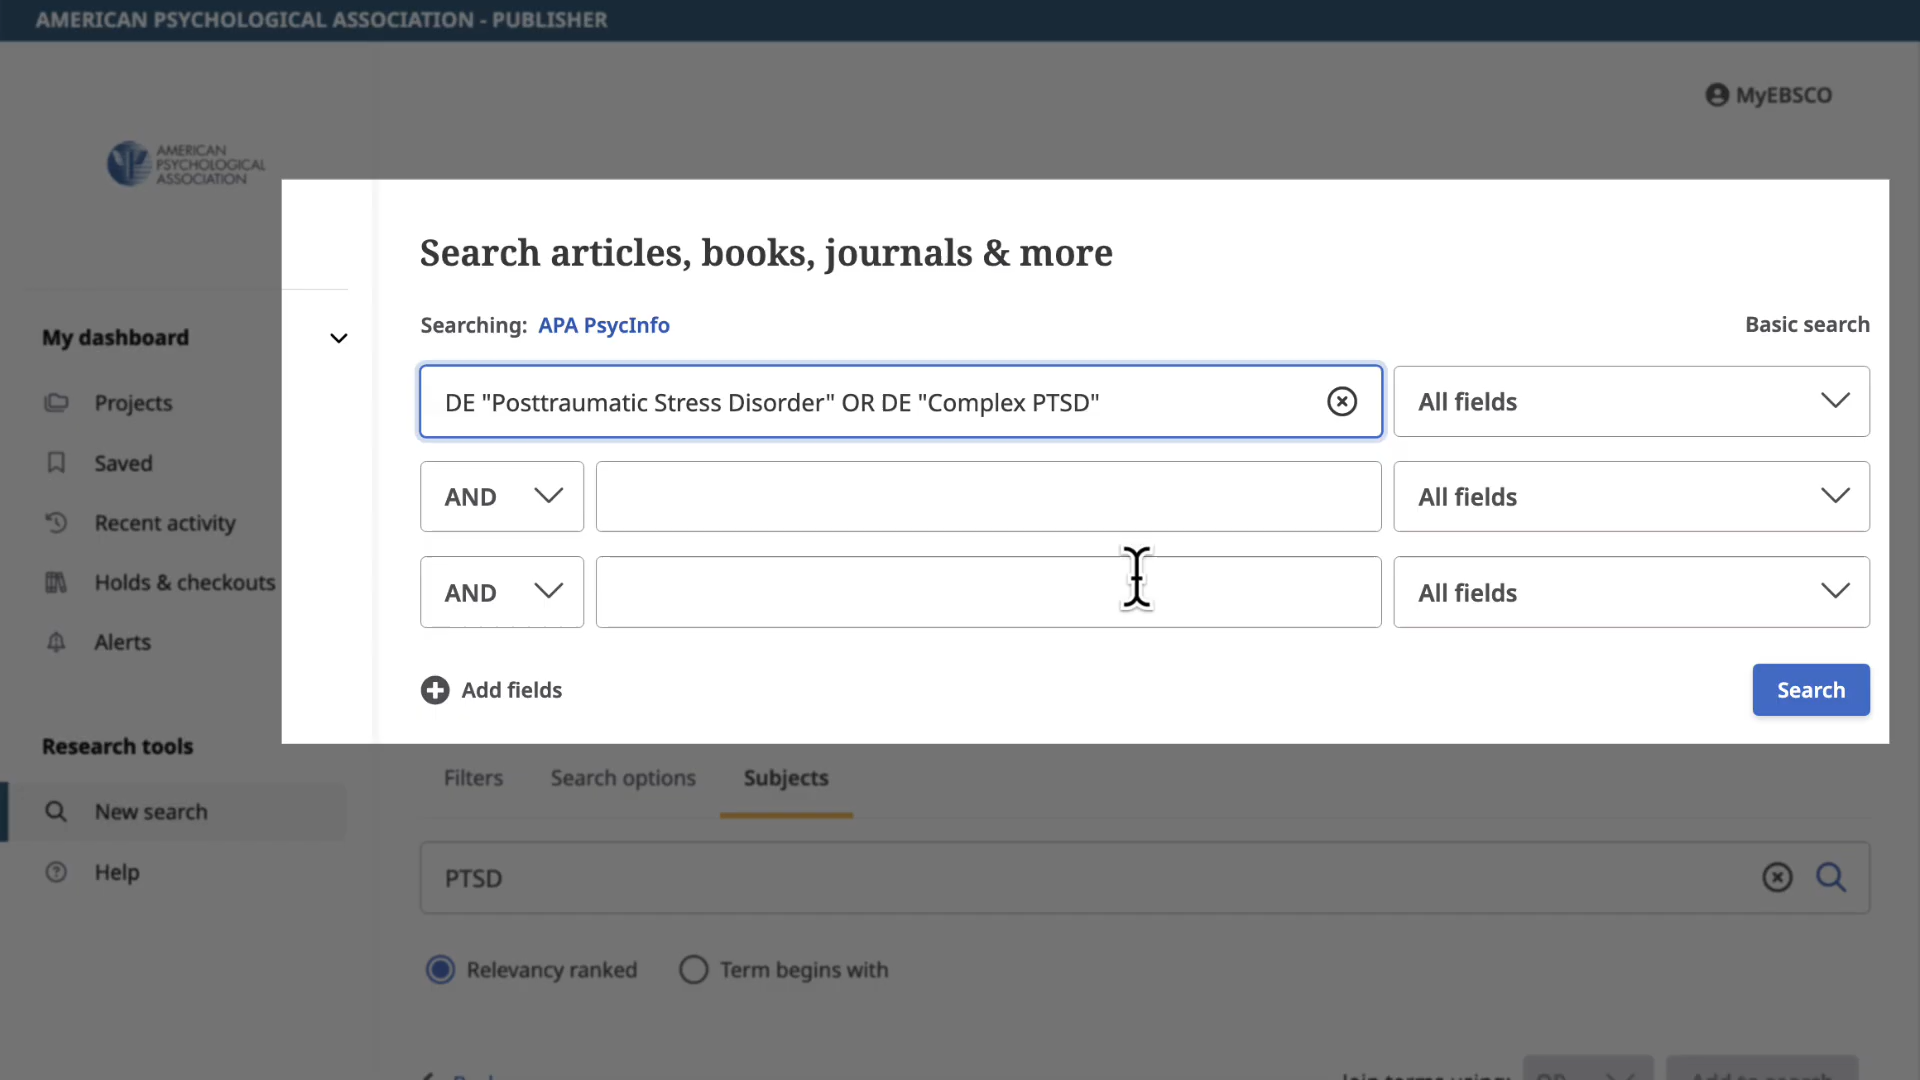 AMERICAN PSYCHOLOGICAL ASSOCIATION - PUBLISHER
MyEBSCO
AMERICAN
PSYCHOLOGICAL
ASSOCIATION
Search articles, books, journals & more
Searching: APA PsycInfo
Basic search
DE "Posttraumatic Stress Disorder" OR DE "Complex PTSD"
All fields
AND
All fields
AND
All fields
Add fields
Search
My dashboard
Projects
Saved
Recent activity
Holds & checkouts
Alerts
Research tools
New search
Help
Filters
Search options
Subjects
PTSD
Relevancy ranked
Term begins with